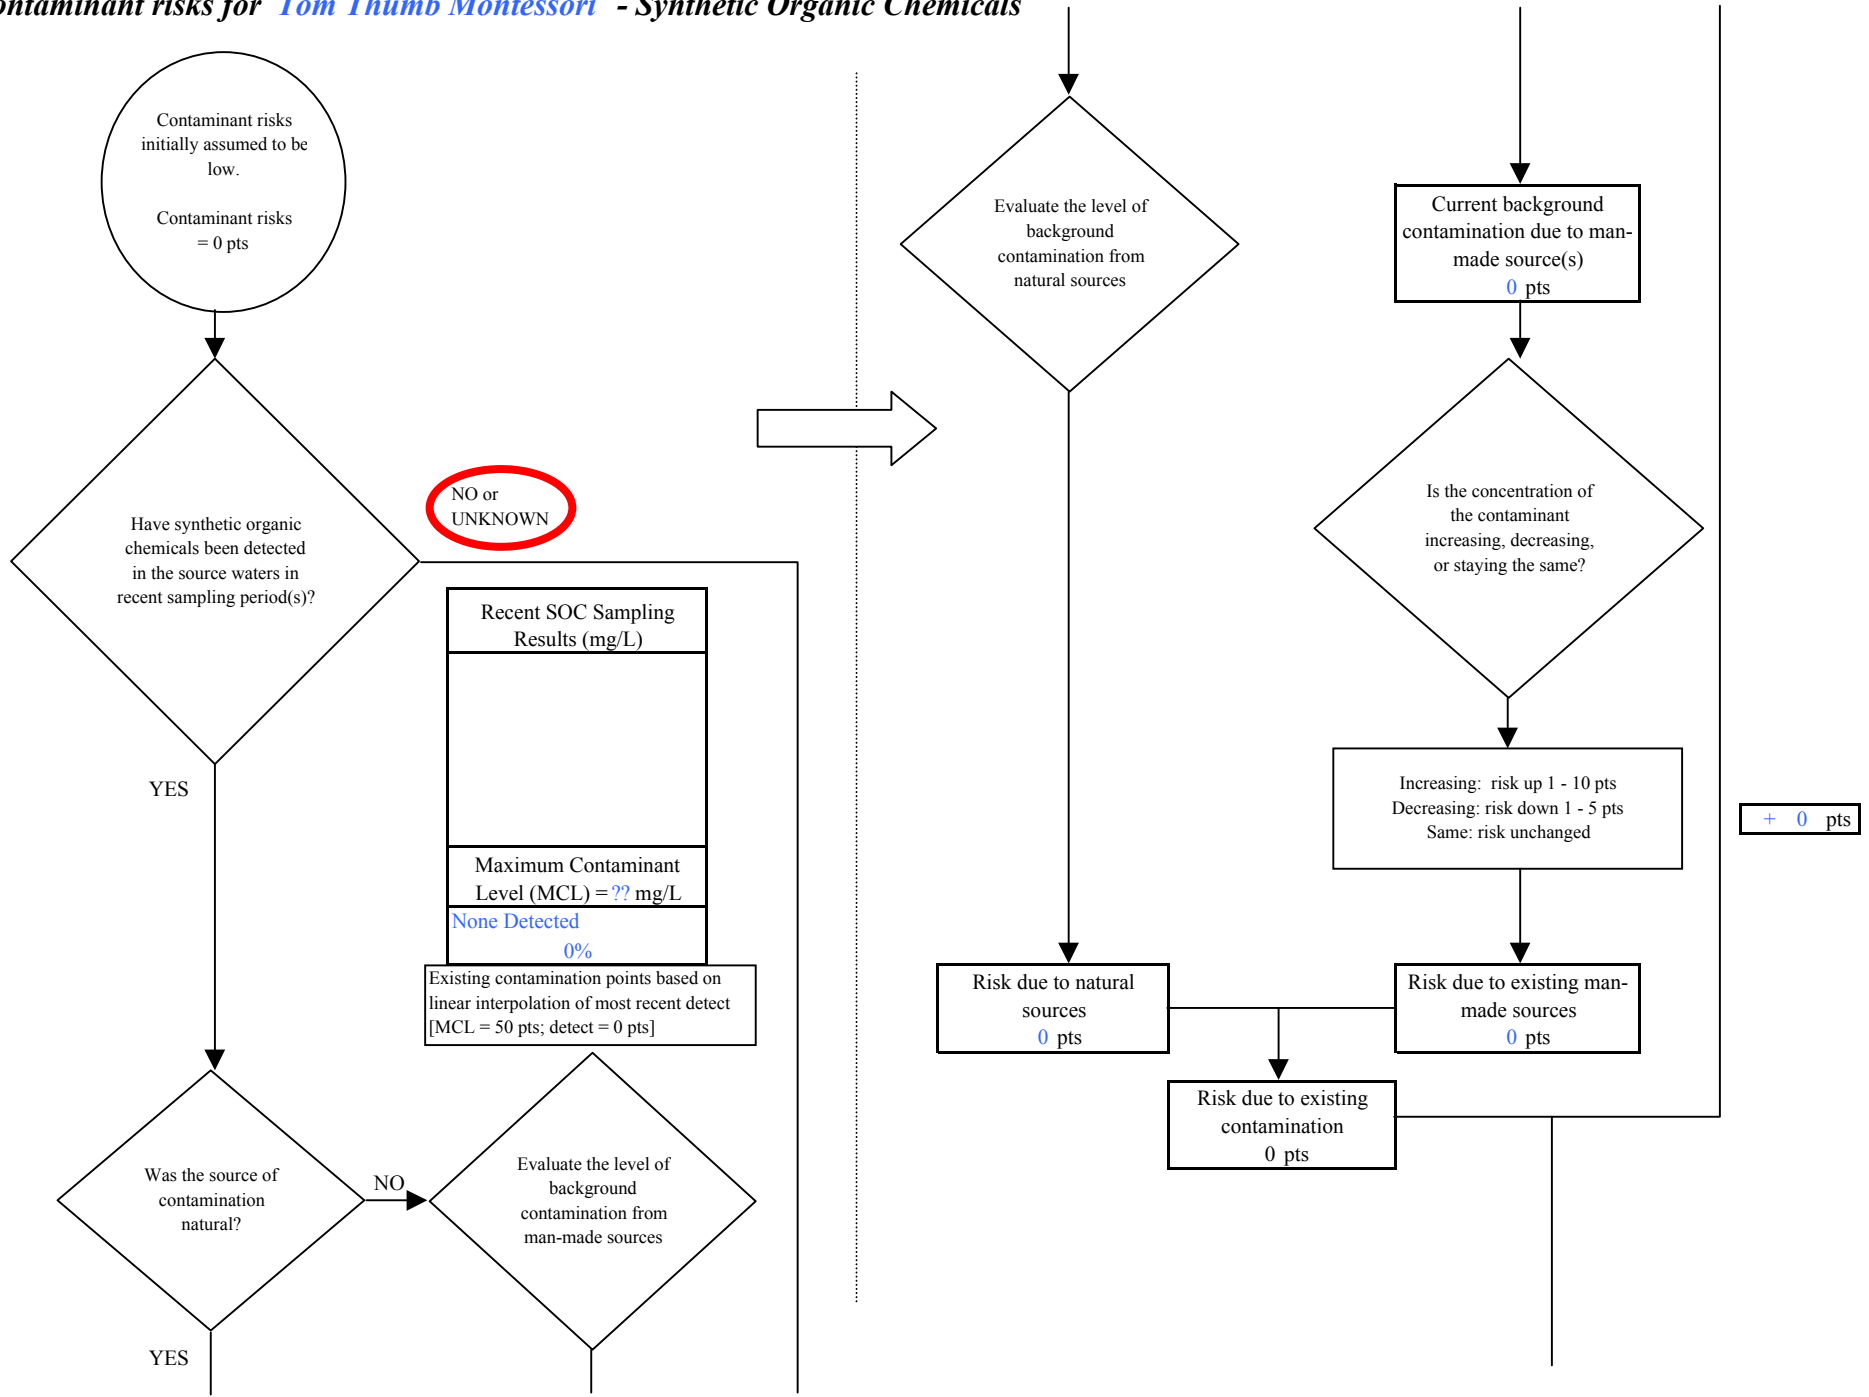 ontaminant risks for Tom Thumb Montessori - Synthetic Organic Chemicals
Contaminant risks
initially assumed to be
low.
Contaminant risks
= 0 pts
Have synthetic organic
chemicals been detected
in the source waters in
recent sampling period(s)?
NO or
UNKNOWN
YES
Recent SOC Sampling
Results (mg/L)
Maximum Contaminant
Level (MCL) = ?? mg/L
None Detected
0%
Existing contamination points based on
linear interpolation of most recent detect
[MCL = 50 pts; detect = 0 pts]
Was the source of
contamination
natural?
NO
YES
Evaluate the level of
background
contamination from
man-made sources
Evaluate the level of
background
contamination from
natural sources
Current background
contamination due to man-
made source(s)
0 pts
Is the concentration of
the contaminant
increasing, decreasing,
or staying the same?
Increasing: risk up 1 - 10 pts
Decreasing: risk down 1 - 5 pts
Same: risk unchanged
+ 0 pts
Risk due to natural
sources
0 pts
Risk due to existing man-
made sources
0 pts
Risk due to existing
contamination
0 pts